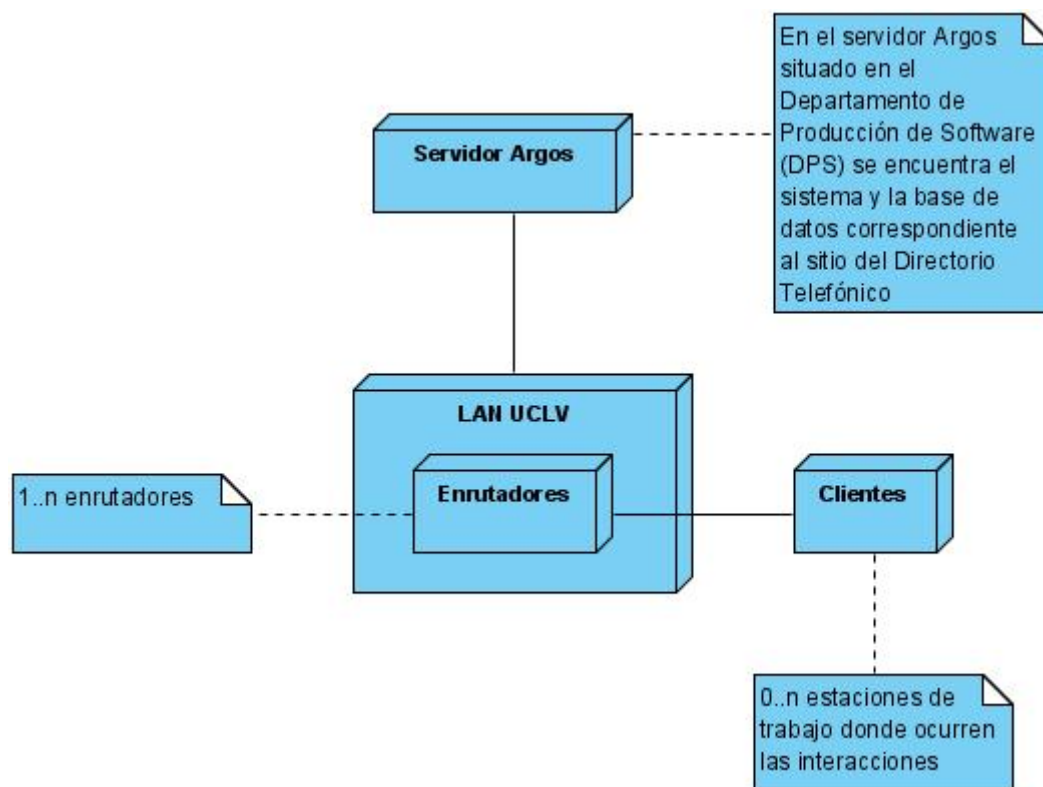 En el servidor Argos
situado en el
Departamento de
Producción de Software
(DPS) se encuentra el
sistema y la base de
datos correspondiente
al sitio del Directorio
Telefónico
Servidor Argos
LAN UCLV
Enrutadores
1..n enrutadores
Clientes
0..n estaciones de
trabajo donde ocurren
las interacciones